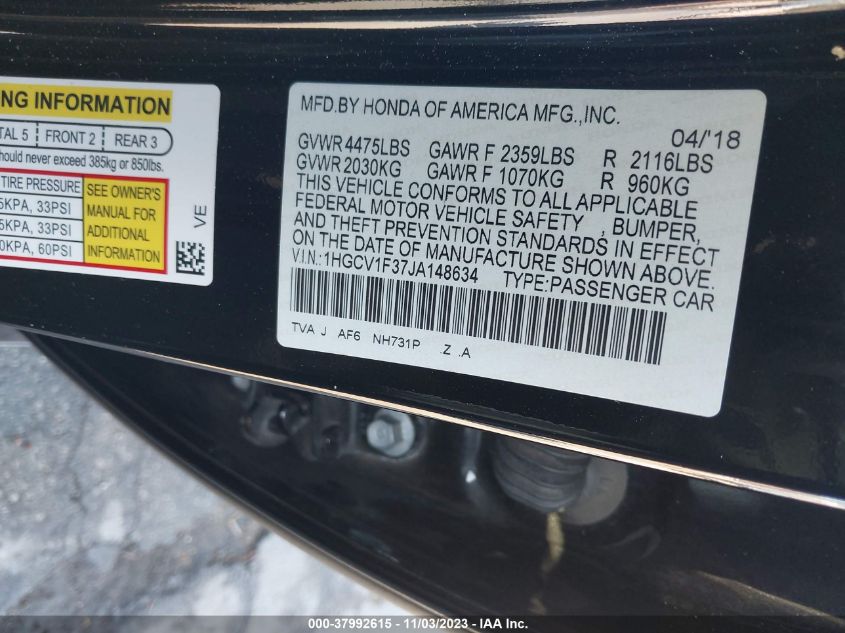 NG INFORMATION
TAL 5 FRONT 2 REAR 3
hould never exceed 385kg or 850lbs.
TIRE PRESSURE
5KPA, 33PSI
5KPA, 33PSI
0KPA, 60PSI
SEE OWNER'S
MANUAL FOR
ADDITIONAL
INFORMATION
VE
MFD.BY HONDA OF AMERICA MFG.,INC.
04/'18
GVWR 4475LBS GAWR F 2359LBS R 2116LBS
GVWR 2030KG GAWR F 1070KG R 960KG
THIS VEHICLE CONFORMS TO ALL APPLICABLE
FEDERAL MOTOR VEHICLE SAFETY , BUMPER,
AND THEFT PREVENTION STANDARDS IN EFFECT
ON THE DATE OF MANUFACTURE SHOWN ABOVE.
V.I.N.:1HGCV1F37JA148634 TYPE:PASSENGER CAR
TVA J AF6 NH731P .Z .A
000-37992615 - 11/03/2023 - IAA Inc.